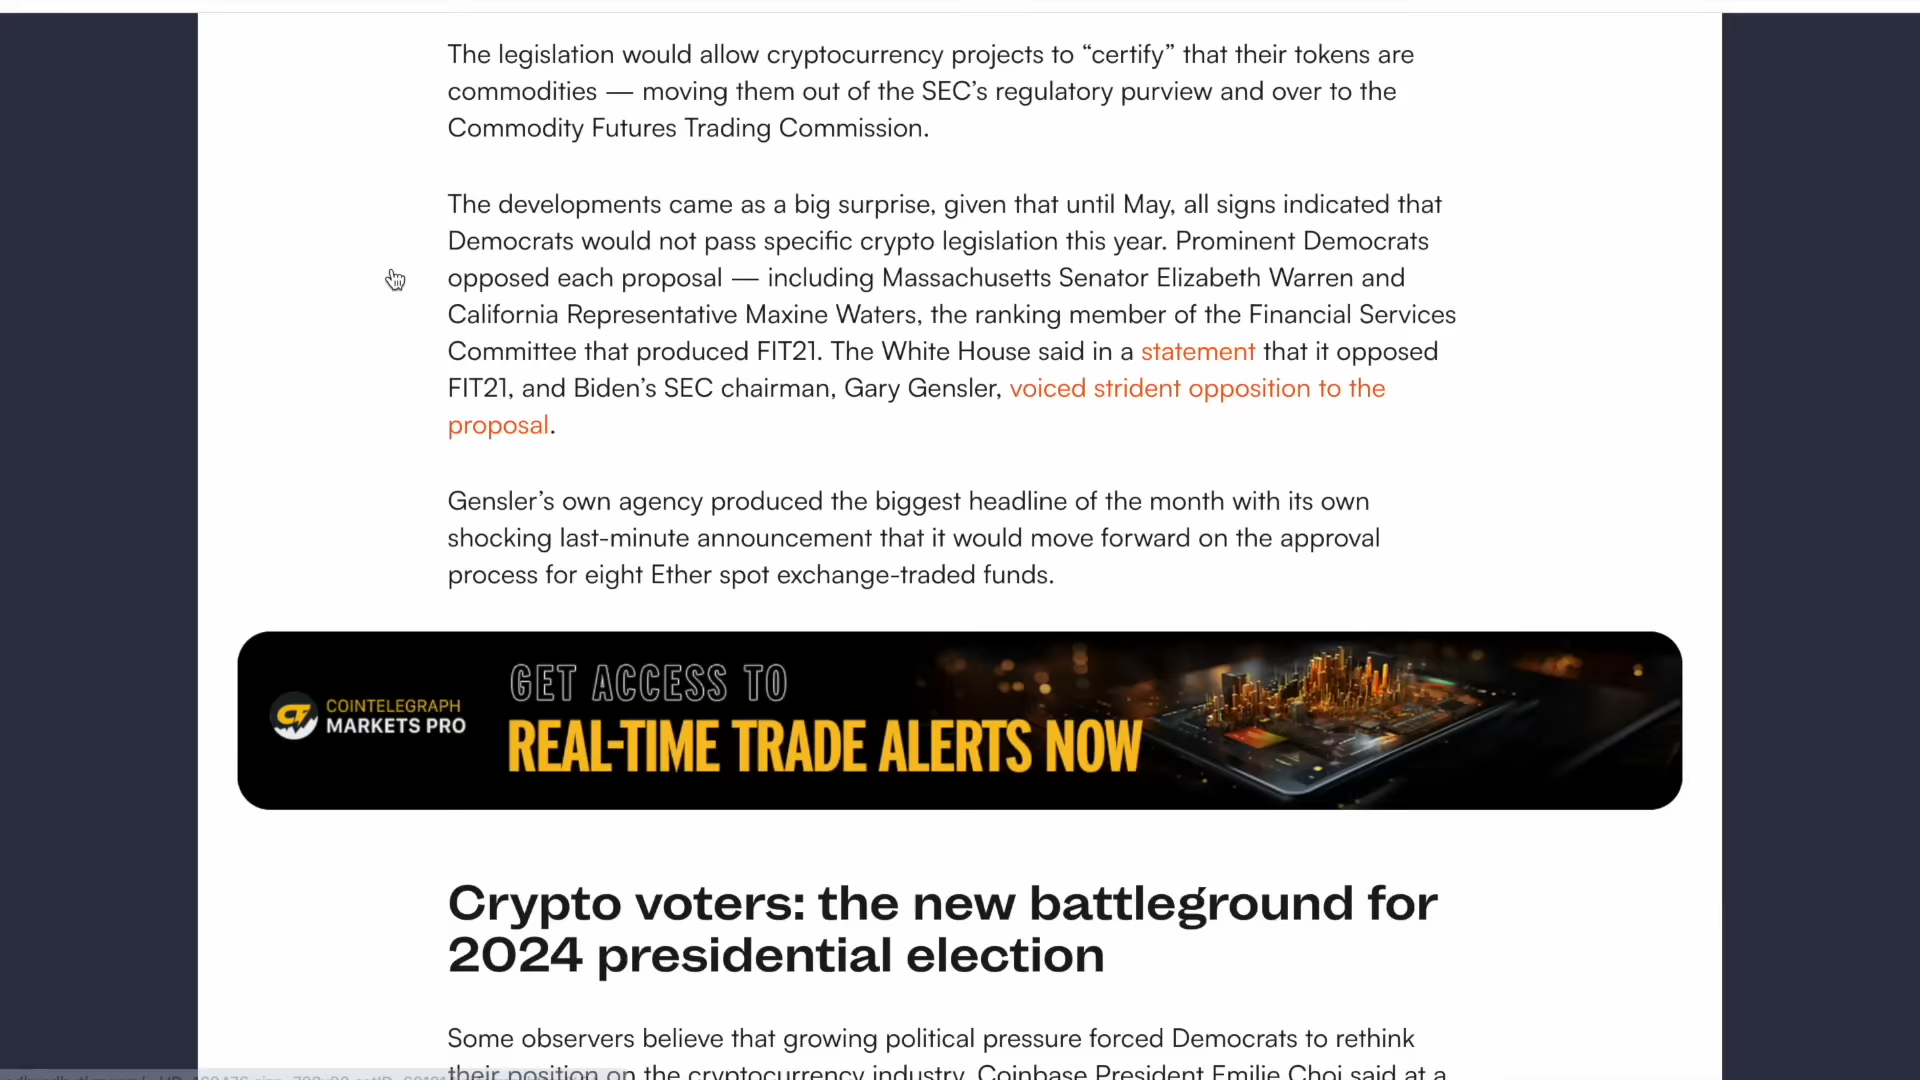 The legislation would allow cryptocurrency projects to “certify” that their tokens are
commodities — moving them out of the SEC’s regulatory purview and over to the
Commodity Futures Trading Commission.
The developments came as a big surprise, given that until May, all signs indicated that
Democrats would not pass specific crypto legislation this year. Prominent Democrats
opposed each proposal — including Massachusetts Senator Elizabeth Warren and
California Representative Maxine Waters, the ranking member of the Financial Services
Committee that produced FIT21. The White House said in a statement that it opposed
FIT21, and Biden’s SEC chairman, Gary Gensler, voiced strident opposition to the
proposal.
Gensler’s own agency produced the biggest headline of the month with its own
shocking last-minute announcement that it would move forward on the approval
process for eight Ether spot exchange-traded funds.
COINTELEGRAPH
MARKETS PRO
GET ACCESS TO
REAL-TIME TRADE ALERTS NOW
Crypto voters: the new battleground for
2024 presidential election
Some observers believe that growing political pressure forced Democrats to rethink
their position on the cryptocurrency industry. Coinbase President Emilie Choi said at a